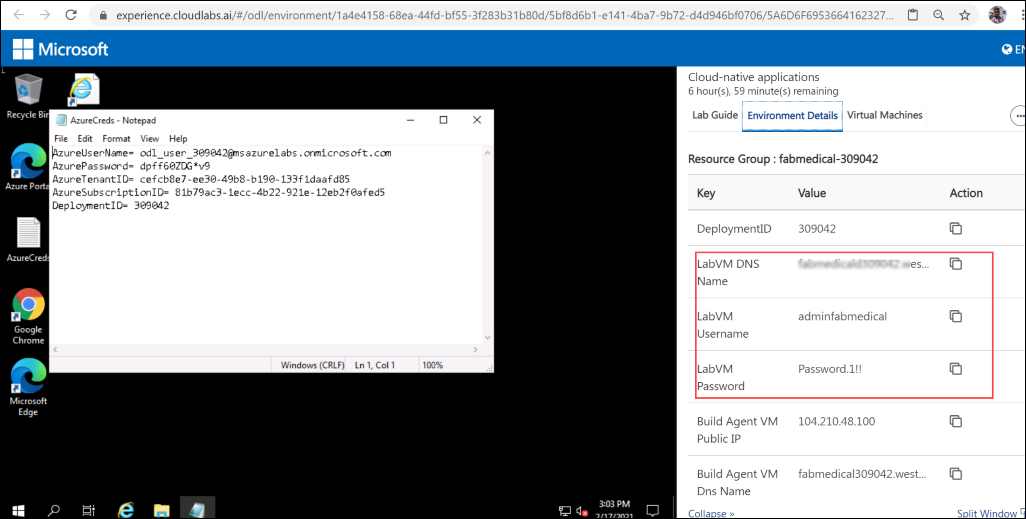 experience.cloudlabs.ai/#/odl/environment/1a4e4158-68ea-44fd-bf55-3f283b31b80d/5bf8d6b1-e141-4ba7-9b72-d4d946bf0706/5A6D6F6953664162327...
Microsoft
EN
Recycle Bin
Azure Porta
AzureCreds
Google
Chrome
Microsoft
Edge
AzureCreds - Notepad
File Edit Format View Help
AzureUserName= odl_user_309042@msazurelabs.onmicrosoft.com
AzurePassword= dpff60ZDG*v9
AzureTenantID= cefcb8e7-ee30-49b8-b190-133f1daafd85
AzureSubscriptionID= 81b79ac3-1ecc-4b22-921e-12eb2f0afed5
DeploymentID= 309042
Windows (CRLF) Ln 1, Col 1 100%
3:03 PM
2/17/2021
Cloud-native applications
6 hour(s), 59 minute(s) remaining
Lab Guide Environment Details Virtual Machines
Resource Group : fabmedical-309042
Key Value Action
DeploymentID 309042
LabVM DNS fabmedicald309042.wes...
Name
LabVM adminfabmedical
Username
LabVM Password.1!!
Password
Build Agent VM 104.210.48.100
Public IP
Build Agent VM fabmedical309042.west...
Dns Name
Collapse » Split Window